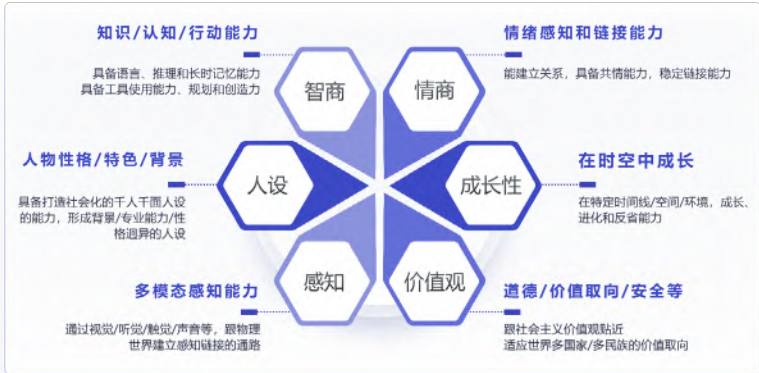 知识/认知/行动能力
具备语言、推理和长时记忆能力
具备工具使用能力、规划和创造力
智商
情绪感知和链接能力
能建立关系，具备共情能力，稳定链接能力
情商
人物性格/特色/背景
具备打造社会化的千人千面人设
的能力，形成背景/专业能力/性
格迥异的人设
人设
在时空中成长
在特定时间线/空间/环境，成长、
进化和反省能力
成长性
多模态感知能力
通过视觉/听觉/触觉/声音等，跟物理
世界建立感知链接的通路
感知
道德/价值取向/安全等
跟社会主义价值观贴近
适应世界多国家/多民族的价值取向
价值观